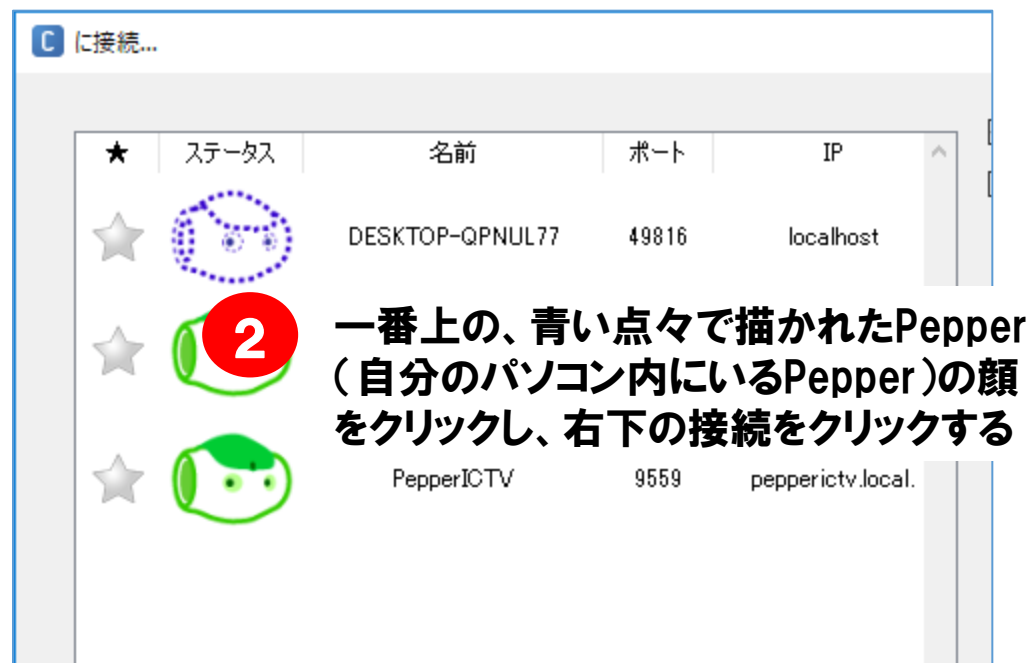 C に接続...
★ ステータス 名前 ポート IP
DESKTOP-QPNUL77 49816 localhost
2
一番上の、青い点々で描かれたPepper
(自分のパソコン内にいるPepper)の顔
をクリックし、右下の接続をクリックする
PepperICTV 9559 pepperictv.local.